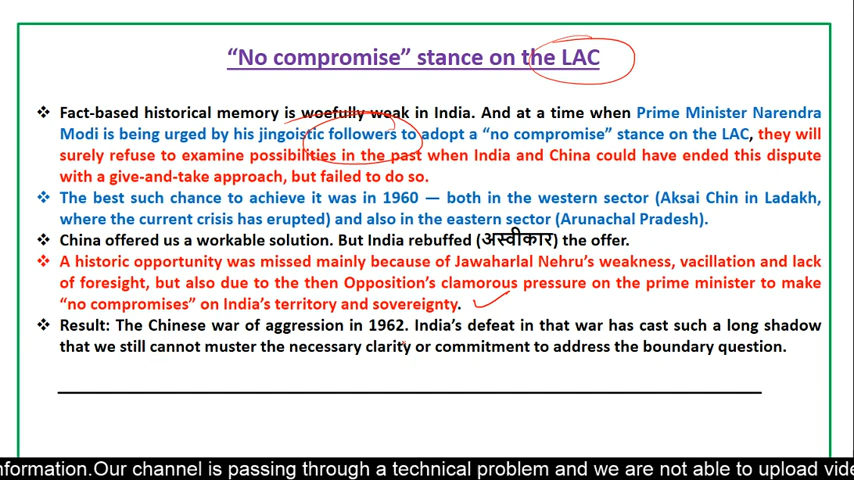 “No compromise” stance on the LAC
❖ Fact-based historical memory is woefully weak in India. And at a time when Prime Minister Narendra
Modi is being urged by his jingoistic followers to adopt a “no compromise” stance on the LAC, they will
surely refuse to examine possibilities in the past when India and China could have ended this dispute
with a give-and-take approach, but failed to do so.
❖ The best such chance to achieve it was in 1960 — both in the western sector (Aksai Chin in Ladakh,
where the current crisis has erupted) and also in the eastern sector (Arunachal Pradesh).
❖ China offered us a workable solution. But India rebuffed (अस्वीकार) the offer.
❖ A historic opportunity was missed mainly because of Jawaharlal Nehru’s weakness, vacillation and lack
of foresight, but also due to the then Opposition’s clamorous pressure on the prime minister to make
“no compromises” on India’s territory and sovereignty.
❖ Result: The Chinese war of aggression in 1962. India’s defeat in that war has cast such a long shadow
that we still cannot muster the necessary clarity or commitment to address the boundary question.
nformation.Our channel is passing through a technical problem and we are not able to upload vide